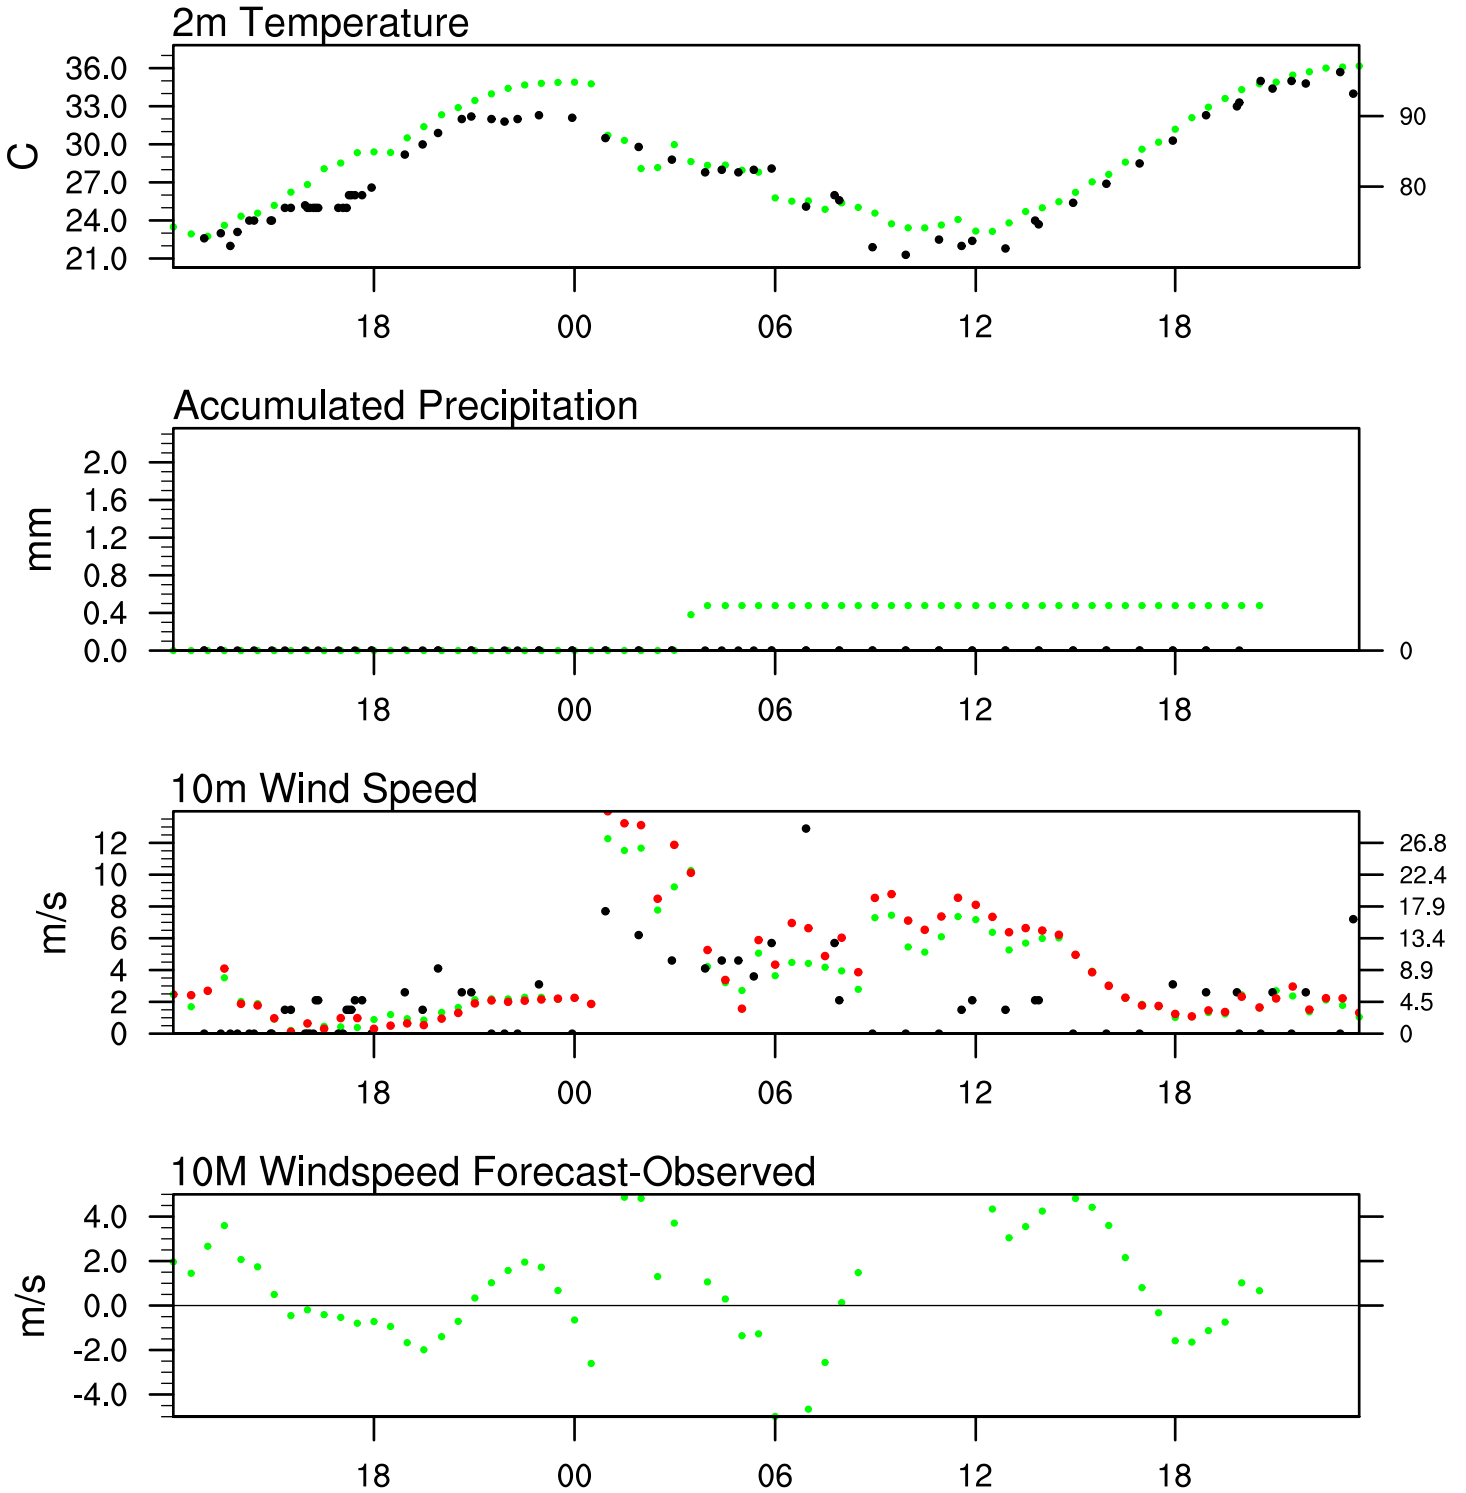 2m Temperature
36.0
33.0
30.0
27.0
24.0
21.0
C
90
80
18 00 06 12 18
Accumulated Precipitation
2.0
1.6
1.2
0.8
0.4
0.0
mm
0
18 00 06 12 18
10m Wind Speed
12
10
8
6
4
2
0
m/s
26.8
22.4
17.9
13.4
8.9
4.5
0
18 00 06 12 18
10M Windspeed Forecast-Observed
4.0
2.0
0.0
-2.0
-4.0
m/s
18 00 06 12 18